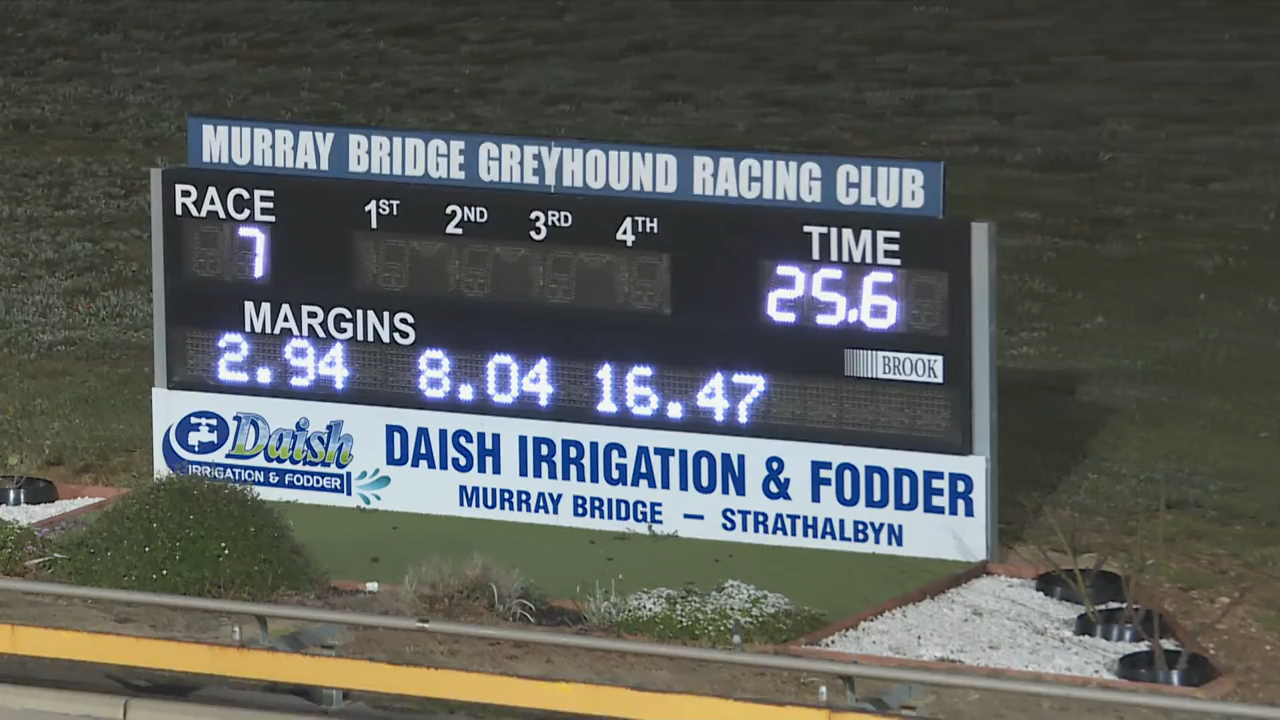 MURRAY BRIDGE GREYHOUND RACING CLUB
RACE 1ST 2ND 3RD 4TH TIME
7 25.6
MARGINS
BROOK
2.94 8.04 16.47
Daish
IRRIGATION & FODDER
DAISH IRRIGATION & FODDER
MURRAY BRIDGE – STRATHALBYN